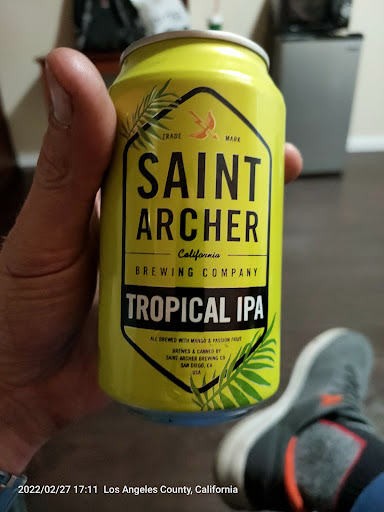 TRADE MARK
SAINT
ARCHER
California
BREWING COMPANY
TROPICAL IPA
ALE BREWED WITH MANGO & PASSION FRUIT
BREWED & CANNED BY
SAINT ARCHER BREWING CO.
SAN DIEGO, CA
USA
2022/02/27 17:11 Los Angeles County, California